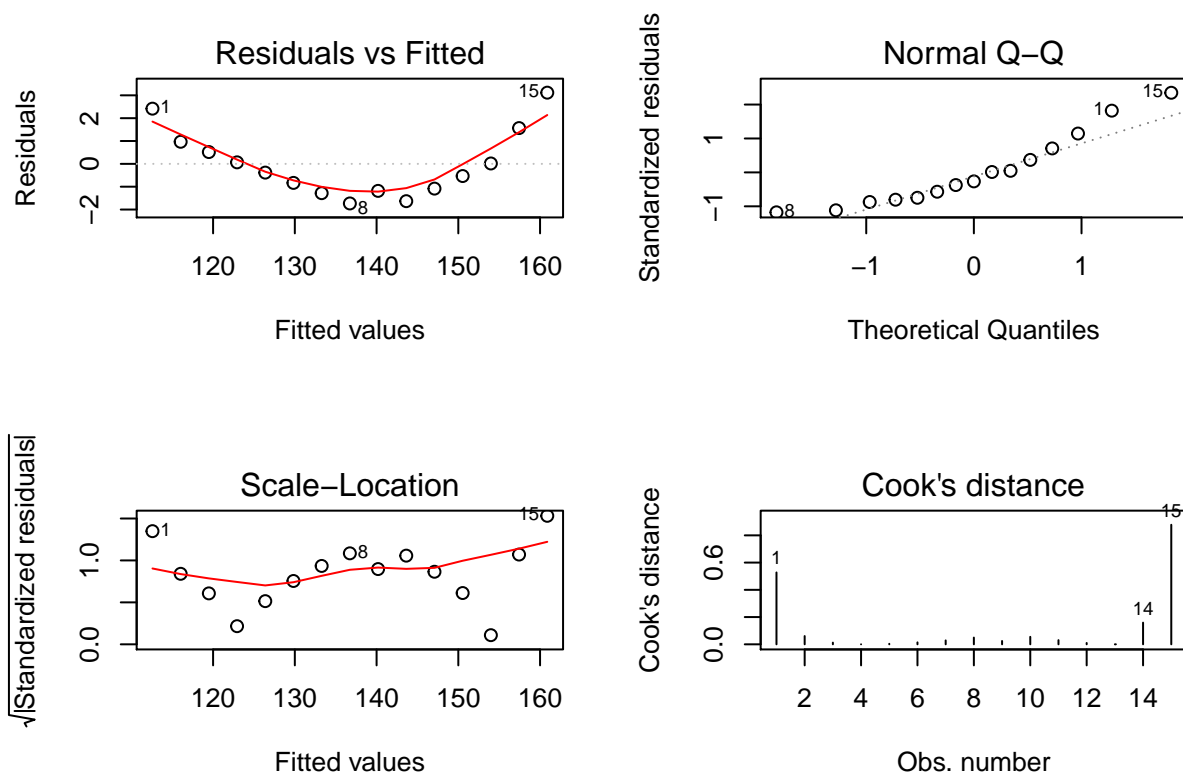 Residuals vs Fitted
Residuals
2
0
−2
1
8
15
120 130 140 150 160
Fitted values
Normal Q−Q
Standardized residuals
1
−1
8
1
15
−1 0 1
Theoretical Quantiles
Scale−Location
√|Standardized residuals|
1.0
0.0
1
8
15
120 130 140 150 160
Fitted values
Cook's distance
Cook's distance
0.6
0.0
1
14
15
2 4 6 8 10 12 14
Obs. number